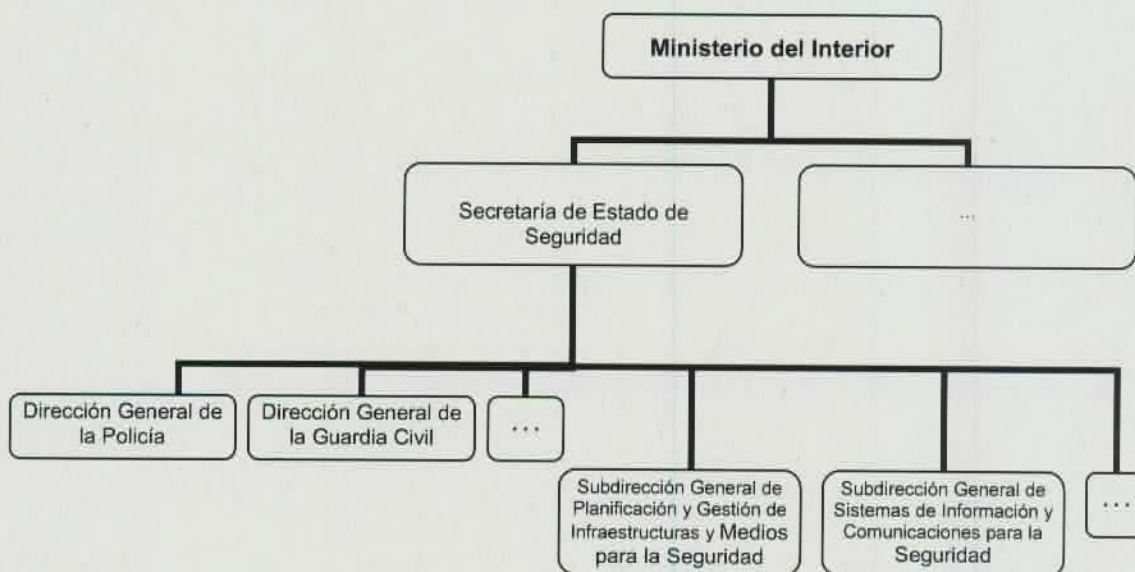 Ministerio del Interior
Secretaría de Estado de
Seguridad
...
Dirección General de
la Policía
Dirección General de
la Guardia Civil
...
Subdirección General de
Planificación y Gestión de
Infraestructuras y Medios
para la Seguridad
Subdirección General de
Sistemas de Información y
Comunicaciones para la
Seguridad
...